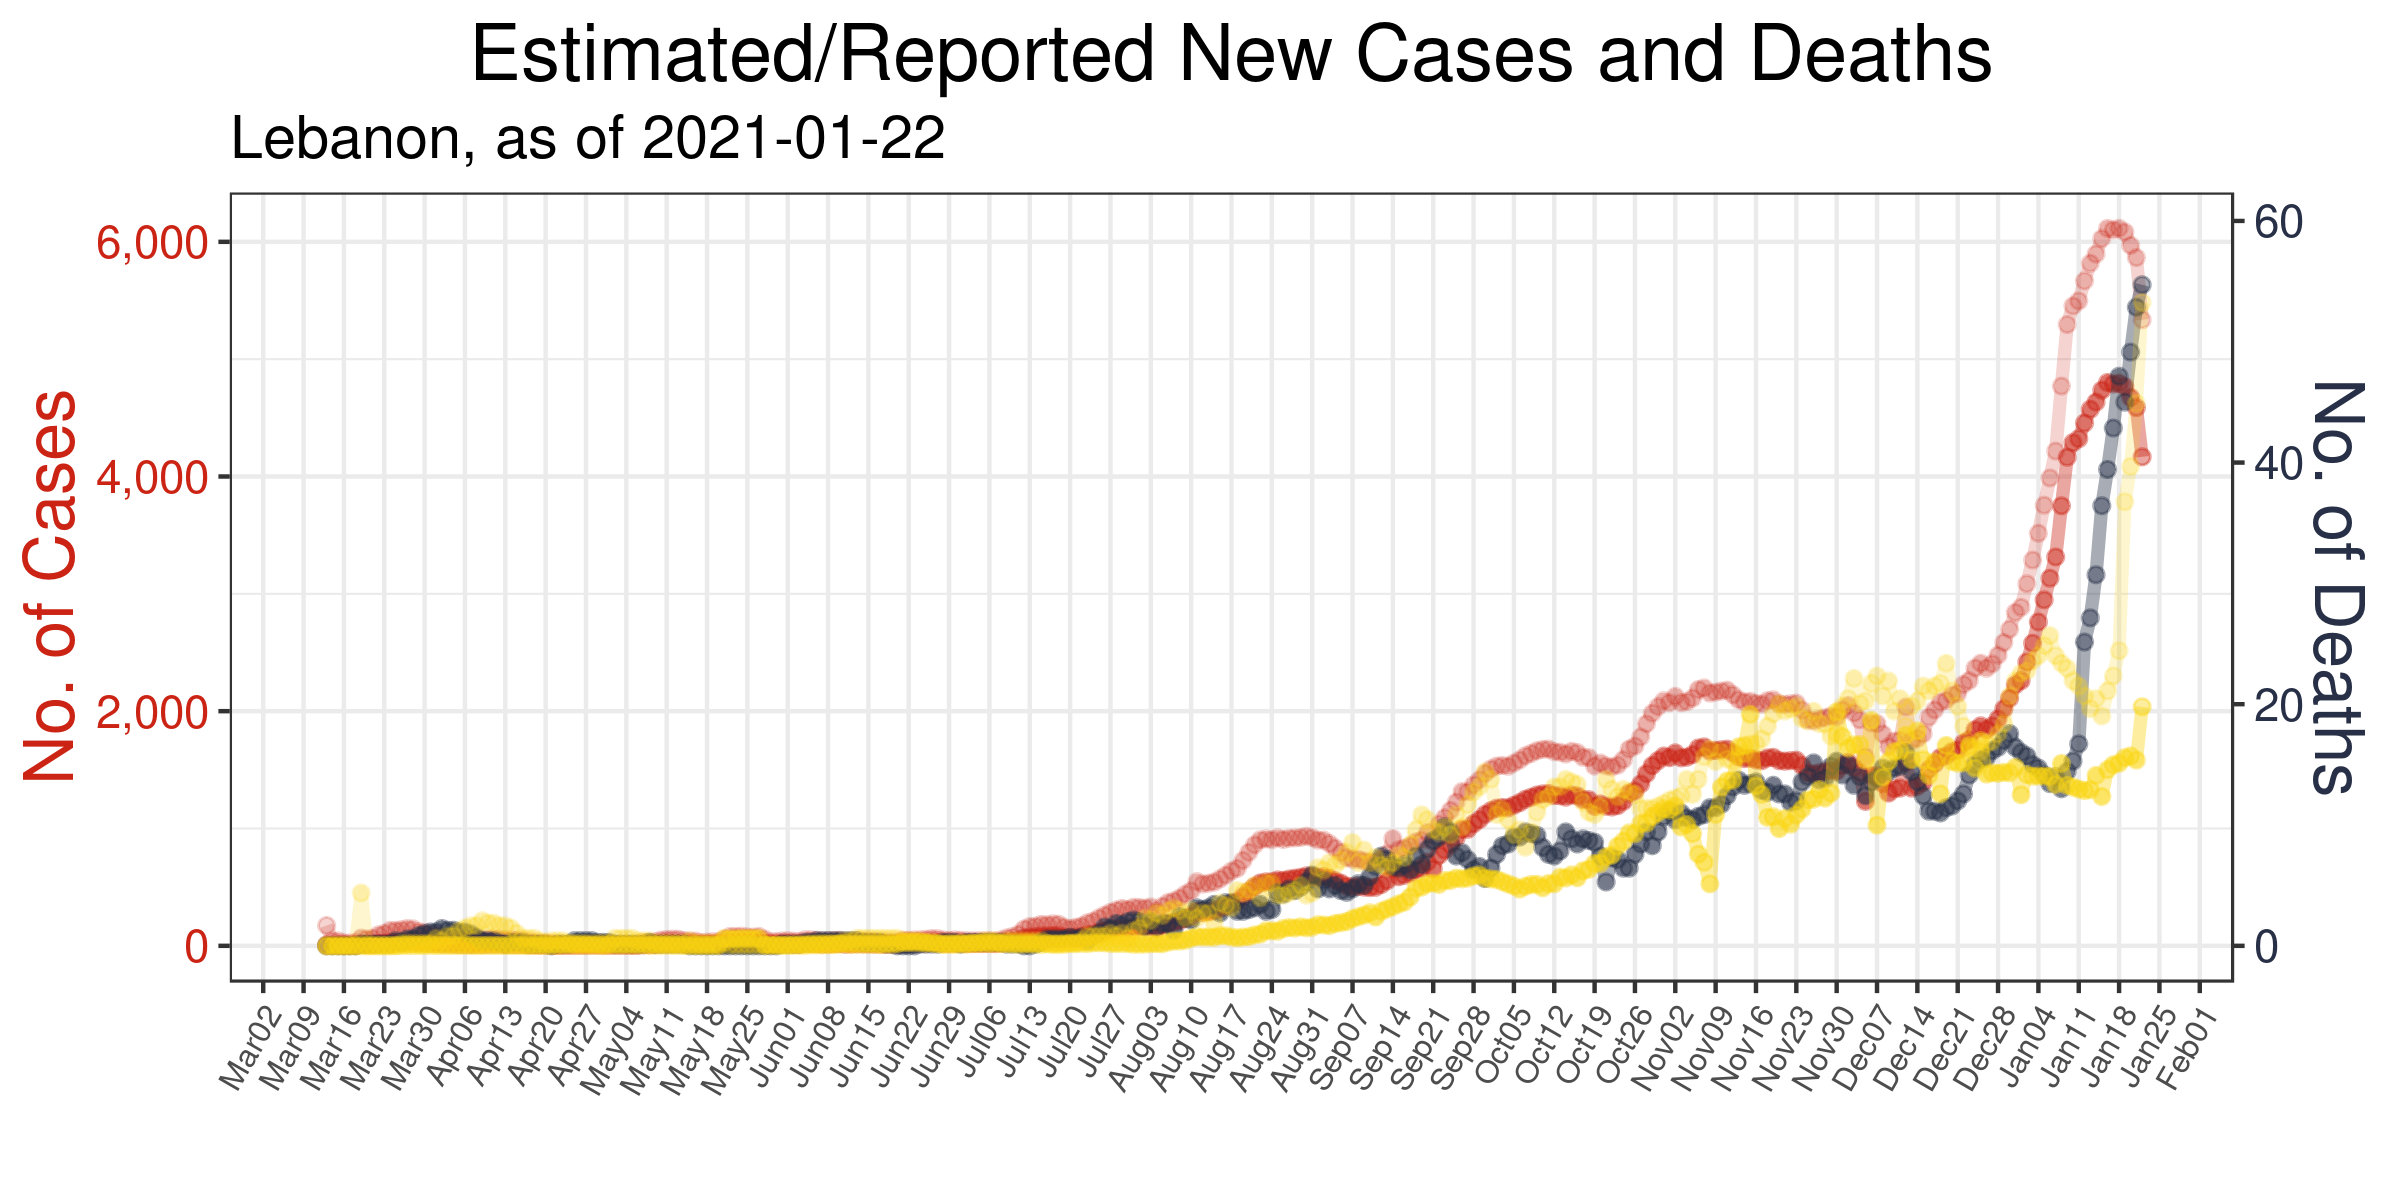 Estimated/Reported New Cases and Deaths
Lebanon, as of 2021-01-22
No. of Cases
6,000
4,000
2,000
0
60
40
20
0
No. of Deaths
Mar02
Mar09
Mar16
Mar23
Mar30
Apr06
Apr13
Apr20
Apr27
May04
May11
May18
May25
Jun01
Jun08
Jun15
Jun22
Jun29
Jul06
Jul13
Jul20
Jul27
Aug03
Aug10
Aug17
Aug24
Aug31
Sep07
Sep14
Sep21
Sep28
Oct05
Oct12
Oct19
Oct26
Nov02
Nov09
Nov16
Nov23
Nov30
Dec07
Dec14
Dec21
Dec28
Jan04
Jan11
Jan18
Jan25
Feb01